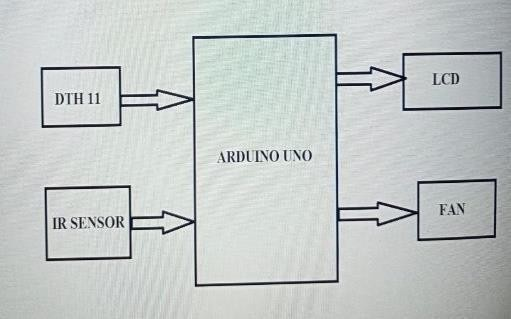 DTH 11
LCD
ARDUINO UNO
IR SENSOR
FAN